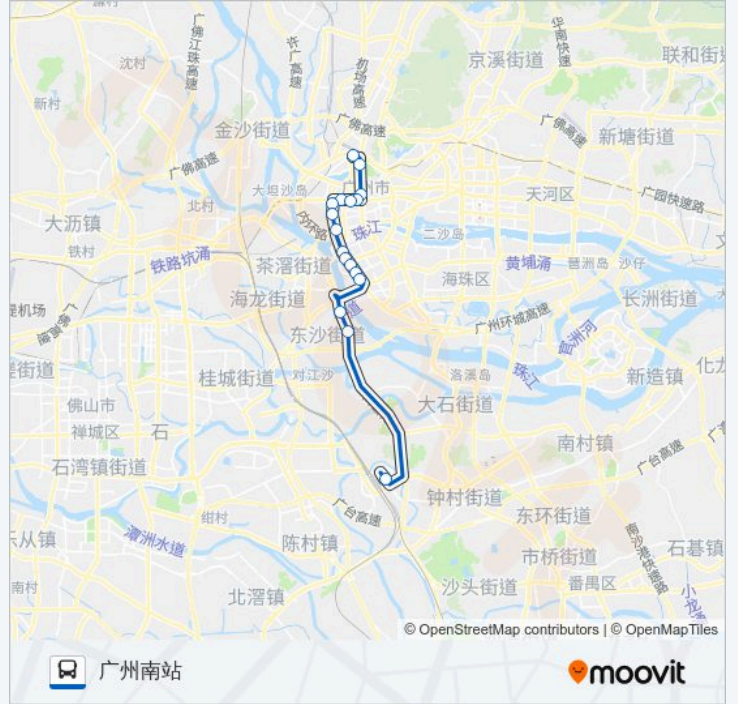 沈村
广佛江珠高速
许广高速
机场高速
华南快速
京溪街道
联和街
新村
金沙街道
广佛高速
广佛高速
新塘街道
广佛高速
大坦沙岛
广州市
天河区
广园快速路
北村
大沥镇
内环路
珠江
二沙岛
铁村
铁路坑涌
茶滘街道
黄埔涌
琶洲岛
沙仔
海珠区
海龙街道
长洲街道
机场
道
广佛高速
东沙街道
广州环城高速
官洲河
街道
桂城街道
对江沙
洛溪岛
珠江
新造镇
化龙
佛山市
大石街道
禅城区
石
南村镇
石湾镇街道
广台高速
钟村街道
绀村
广台高速
东环街道
乐从镇
潭洲水道
陈村镇
南沙港快速路
石碁镇
市桥街道
南村
沙头街道
番禺区
北滘镇
小龙
© OpenStreetMap contributors | © OpenMapTiles
广州南站
moovit